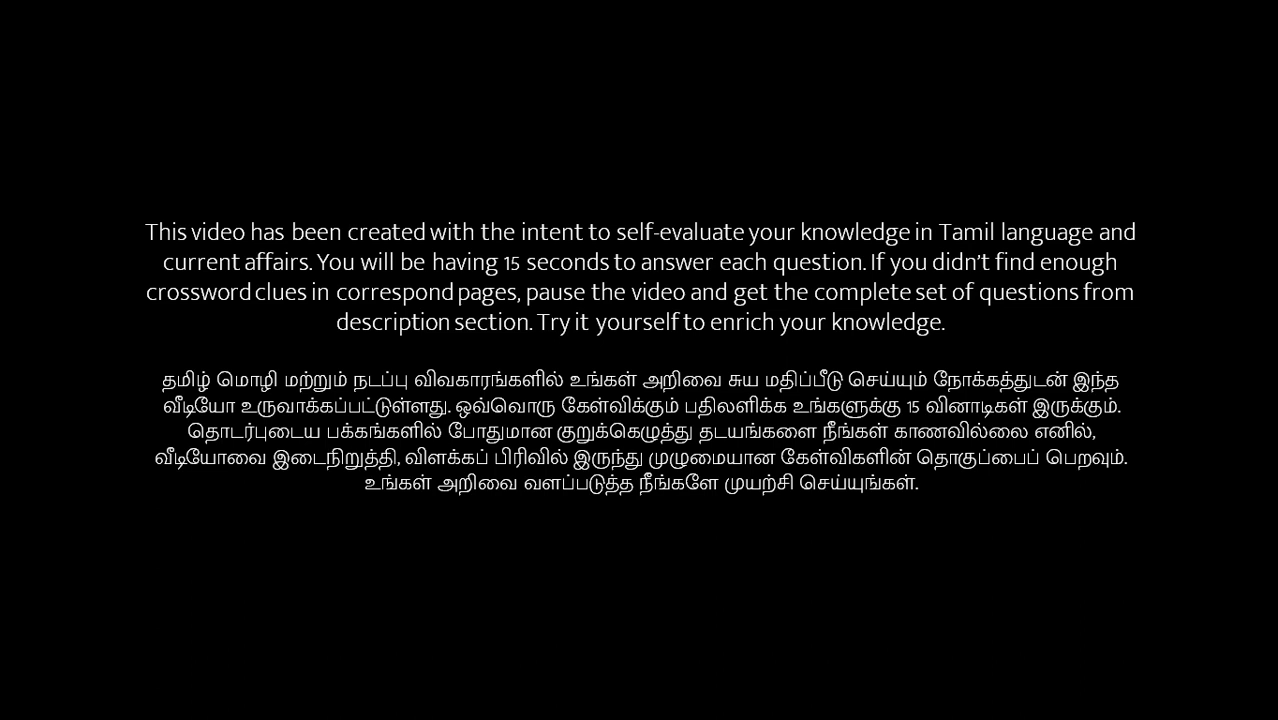 This video has been created with the intent to self-evaluate your knowledge in Tamil language and
current affairs. You will be having 15 seconds to answer each question. If you didn't find enough
crossword clues in correspond pages, pause the video and get the complete set of questions from
description section. Try it yourself to enrich your knowledge.
தமிழ் மொழி மற்றும் நடப்பு விவகாரங்களில் உங்கள் அறிவை சுய மதிப்பீடு செய்யும் நோக்கத்துடன் இந்த
வீடியோ உருவாக்கப்பட்டுள்ளது. ஒவ்வொரு கேள்விக்கும் பதிலளிக்க உங்களுக்கு 15 வினாடிகள் இருக்கும்.
தொடர்புடைய பக்கங்களில் போதுமான குறுக்கெழுத்து தடயங்களை நீங்கள் காணவில்லை எனில்,
வீடியோவை இடைநிறுத்தி, விளக்கப் பிரிவில் இருந்து முழுமையான கேள்விகளின் தொகுப்பைப் பெறவும்.
உங்கள் அறிவை வளப்படுத்த நீங்களே முயற்சி செய்யுங்கள்.